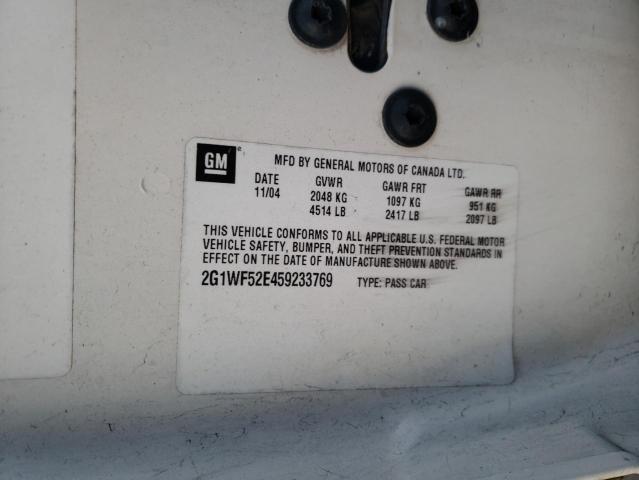 GM
MFD BY GENERAL MOTORS OF CANADA LTD.
DATE GVWR GAWR FRT GAWR RR
11/04 2048 KG 1097 KG 951 KG
4514 LB 2417 LB 2097 LB
THIS VEHICLE CONFORMS TO ALL APPLICABLE U.S. FEDERAL MOTOR
VEHICLE SAFETY, BUMPER, AND THEFT PREVENTION STANDARDS IN
EFFECT ON THE DATE OF MANUFACTURE SHOWN ABOVE.
2G1WF52E459233769 TYPE: PASS CAR